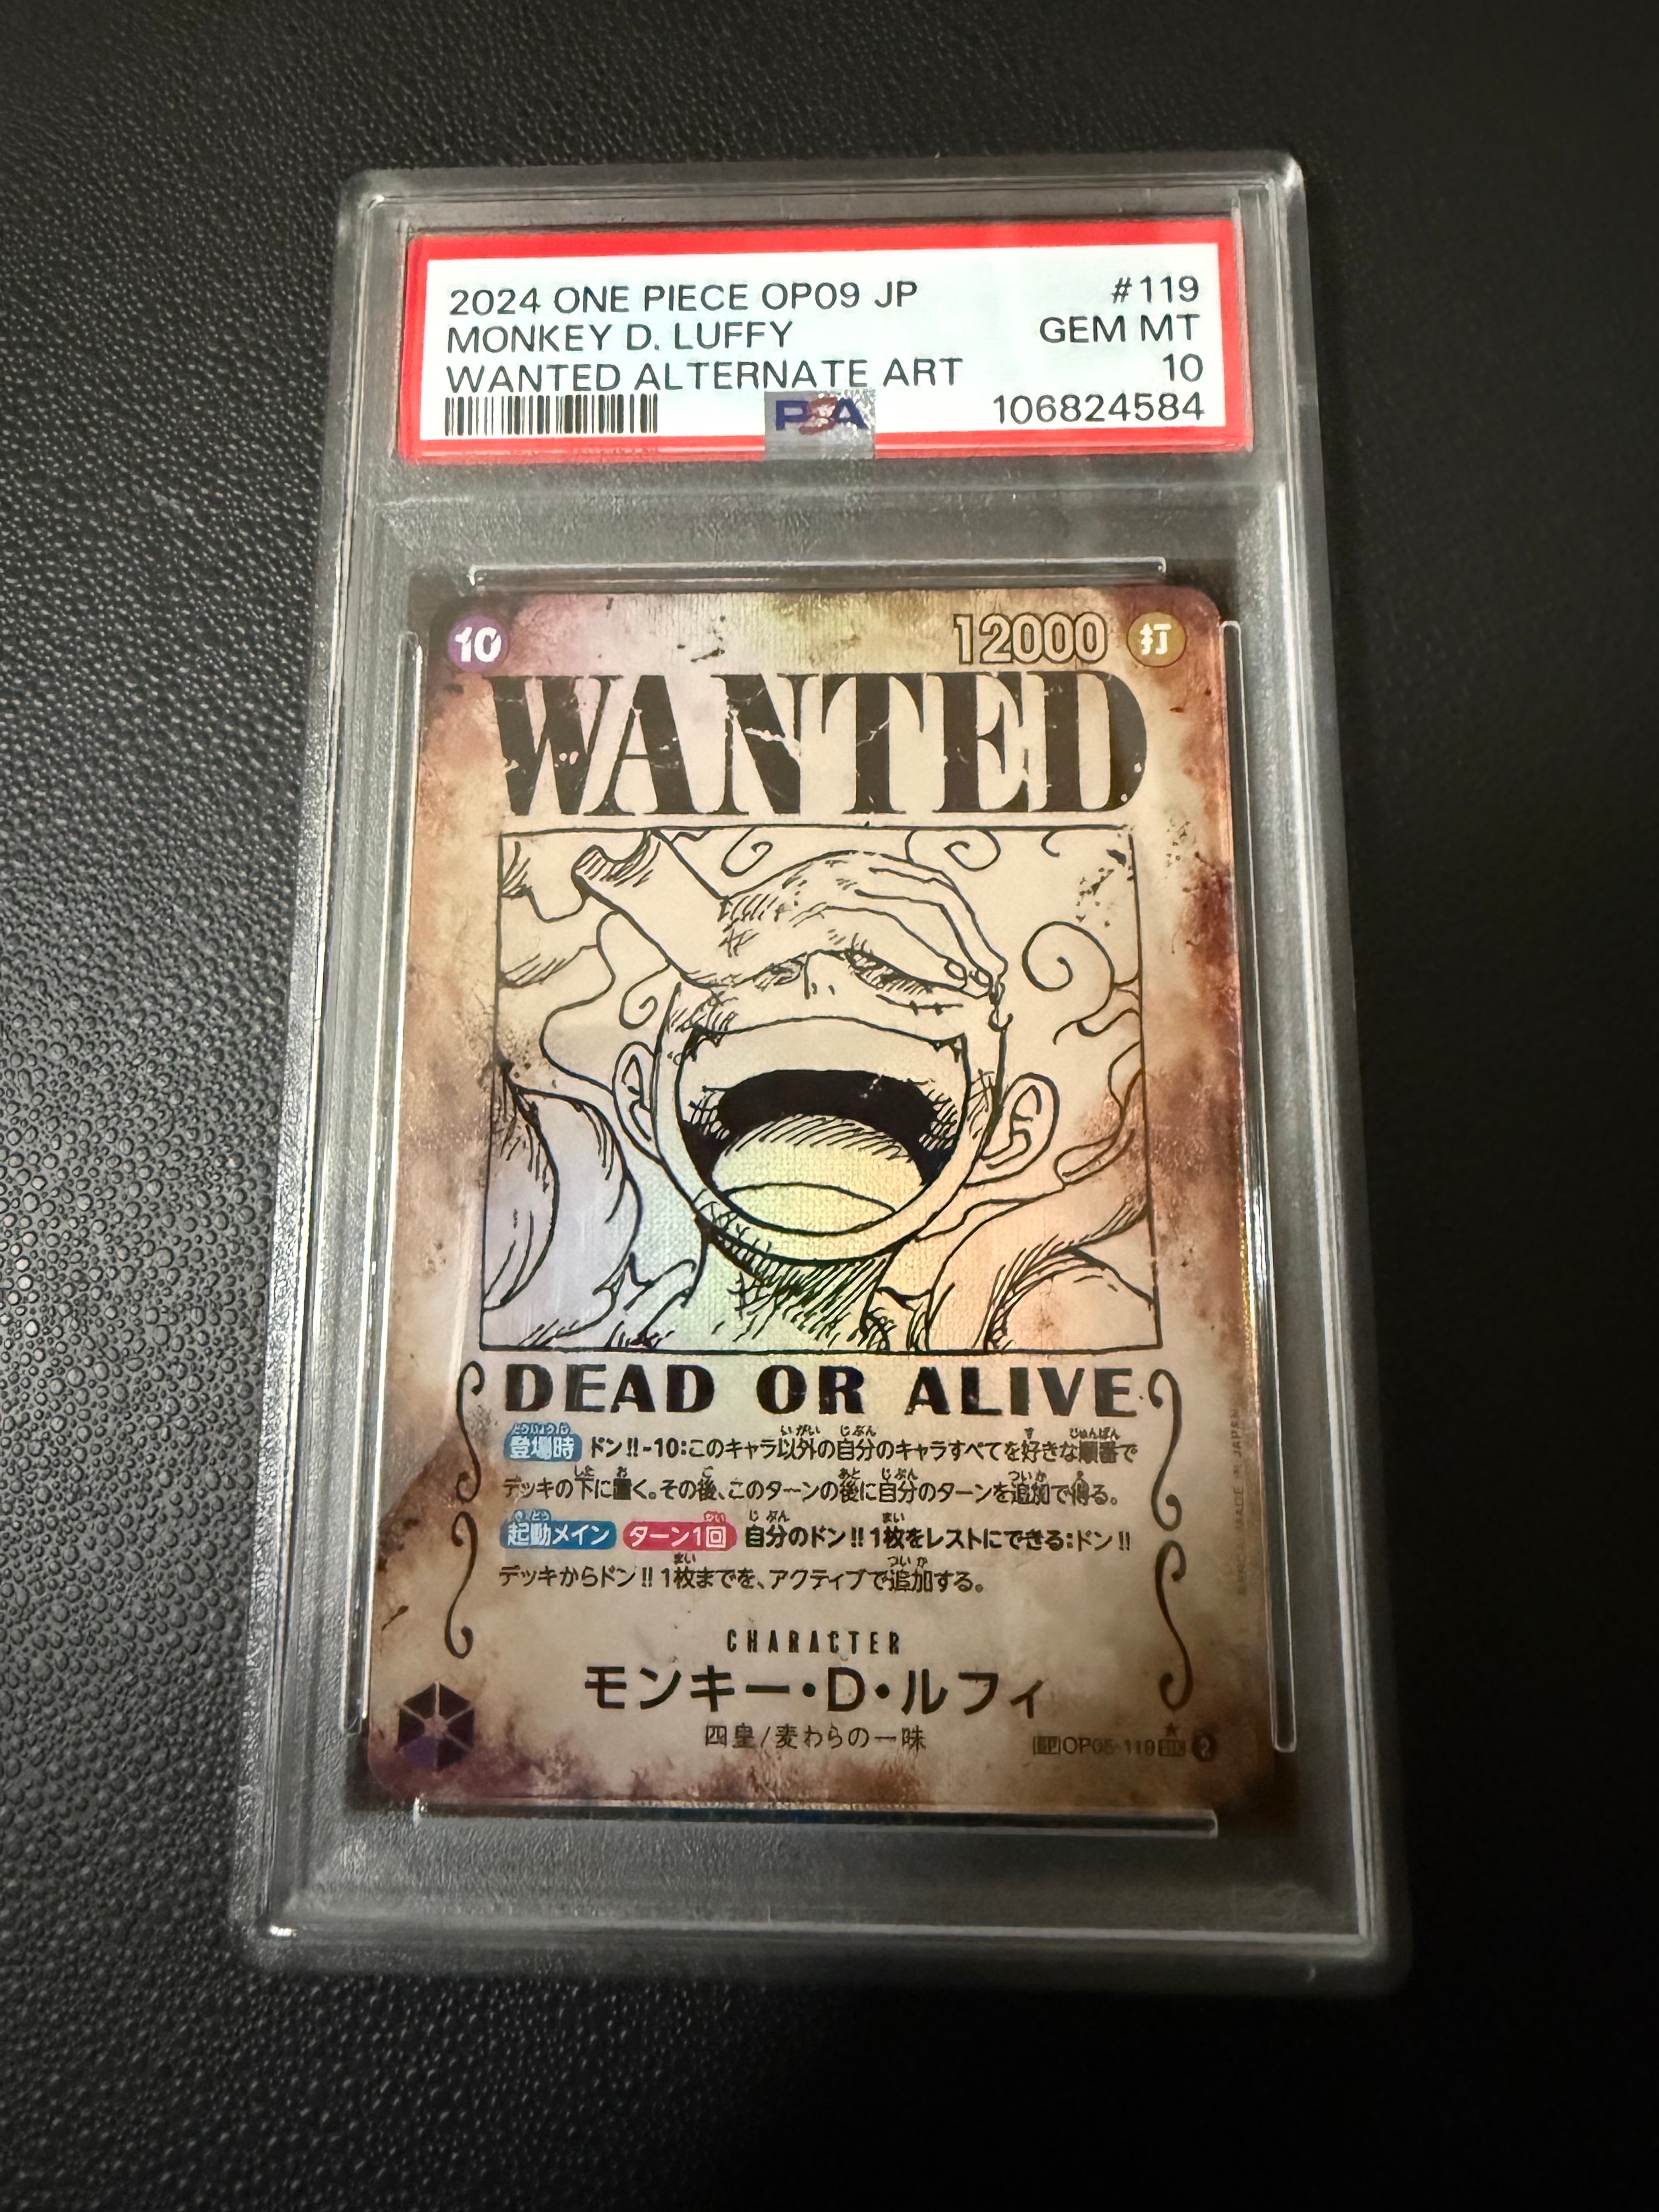 2024 ONE PIECE OP09 JP #119
MONKEY D. LUFFY GEM MT
WANTED ALTERNATE ART 10
PSA 106824584
10 12000 打
WANTED
DEAD OR ALIVE
登場時 ドン!!-10:このキャラ以外の自分のキャラすべてを好きな順番で
デッキの下に置く。その後、このターンの後に自分のターンを追加で得る。
起動メイン ターン1回 自分のドン!!1枚をレストにできる:ドン!!
デッキからドン!!1枚までを、アクティブで追加する。
CHARACTER
モンキー・D・ルフィ
四皇/麦わらの一味
OP05-119
MADE IN JAPAN